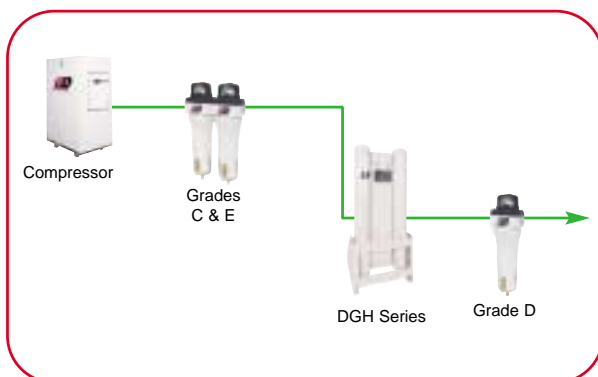 Compressor
Grades
C & E
DGH Series
Grade D